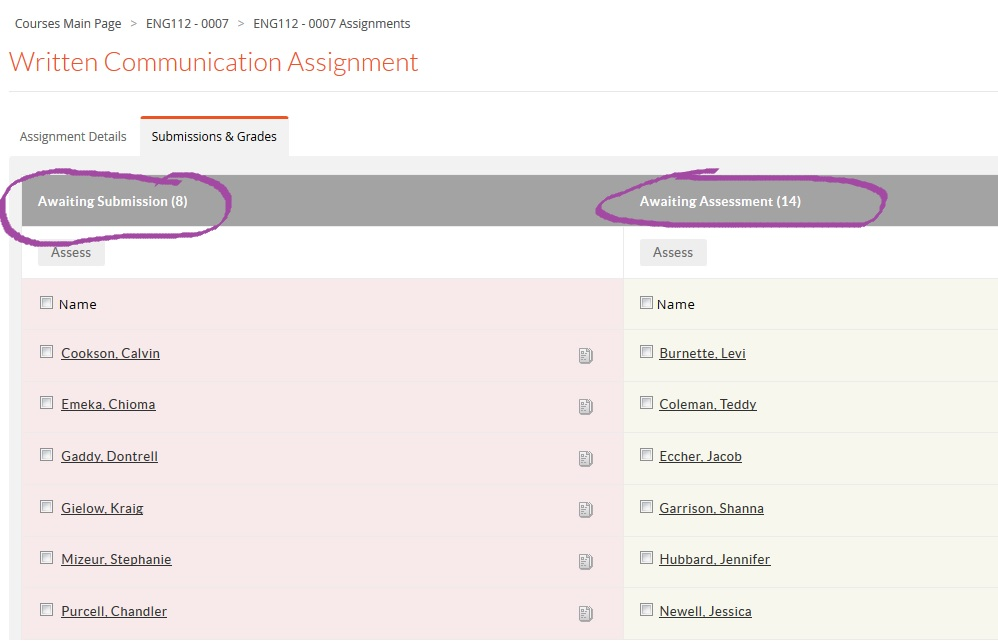 Courses Main Page > ENG112 - 0007 > ENG112 - 0007 Assignments
Written Communication Assignment
Assignment Details Submissions & Grades
Awaiting Submission (8) Awaiting Assessment (14)
Assess Assess
Name Name
Cookson, Calvin Burnette, Levi
Emeka, Chioma Coleman, Teddy
Gaddy, Dontrell Eccher, Jacob
Gielow, Kraig Garrison, Shanna
Mizeur, Stephanie Hubbard, Jennifer
Purcell, Chandler Newell, Jessica